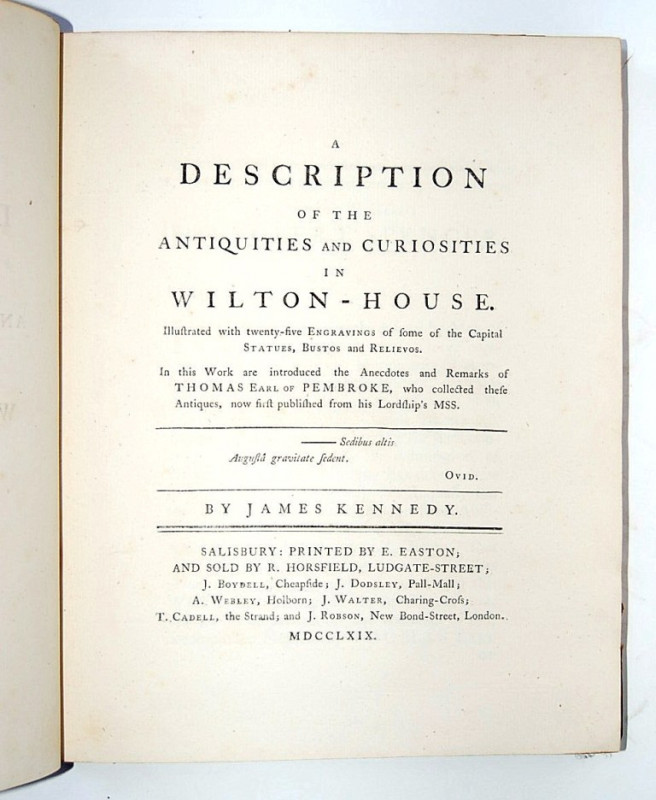 A
DESCRIPTION
OF THE
ANTIQUITIES AND CURIOSITIES
IN
WILTON-HOUSE.
Illuſtrated with twenty-five ENGRAVINGS of ſome of the Capital
STATUES, BUSTOS and RELIEVOS.
In this Work are introduced the Anecdotes and Remarks of
THOMAS EARL OF PEMBROKE, who collected theſe
Antiques, now firſt publiſhed from his Lordſhip's MSS.
——— Sedibus altis
Auguſtâ gravitate ſedent.
OVID.
BY JAMES KENNEDY.
SALISBURY: PRINTED BY E. EASTON;
AND SOLD BY R. HORSFIELD, LUDGATE-STREET;
J. BOYDELL, Cheapſide; J. DODSLEY, Pall-Mall;
A. WEBLEY, Holborn; J. WALTER, Charing-Croſs;
T. CADELL, the Strand; and J. ROBSON, New Bond-Street, London.
MDCCLXIX.